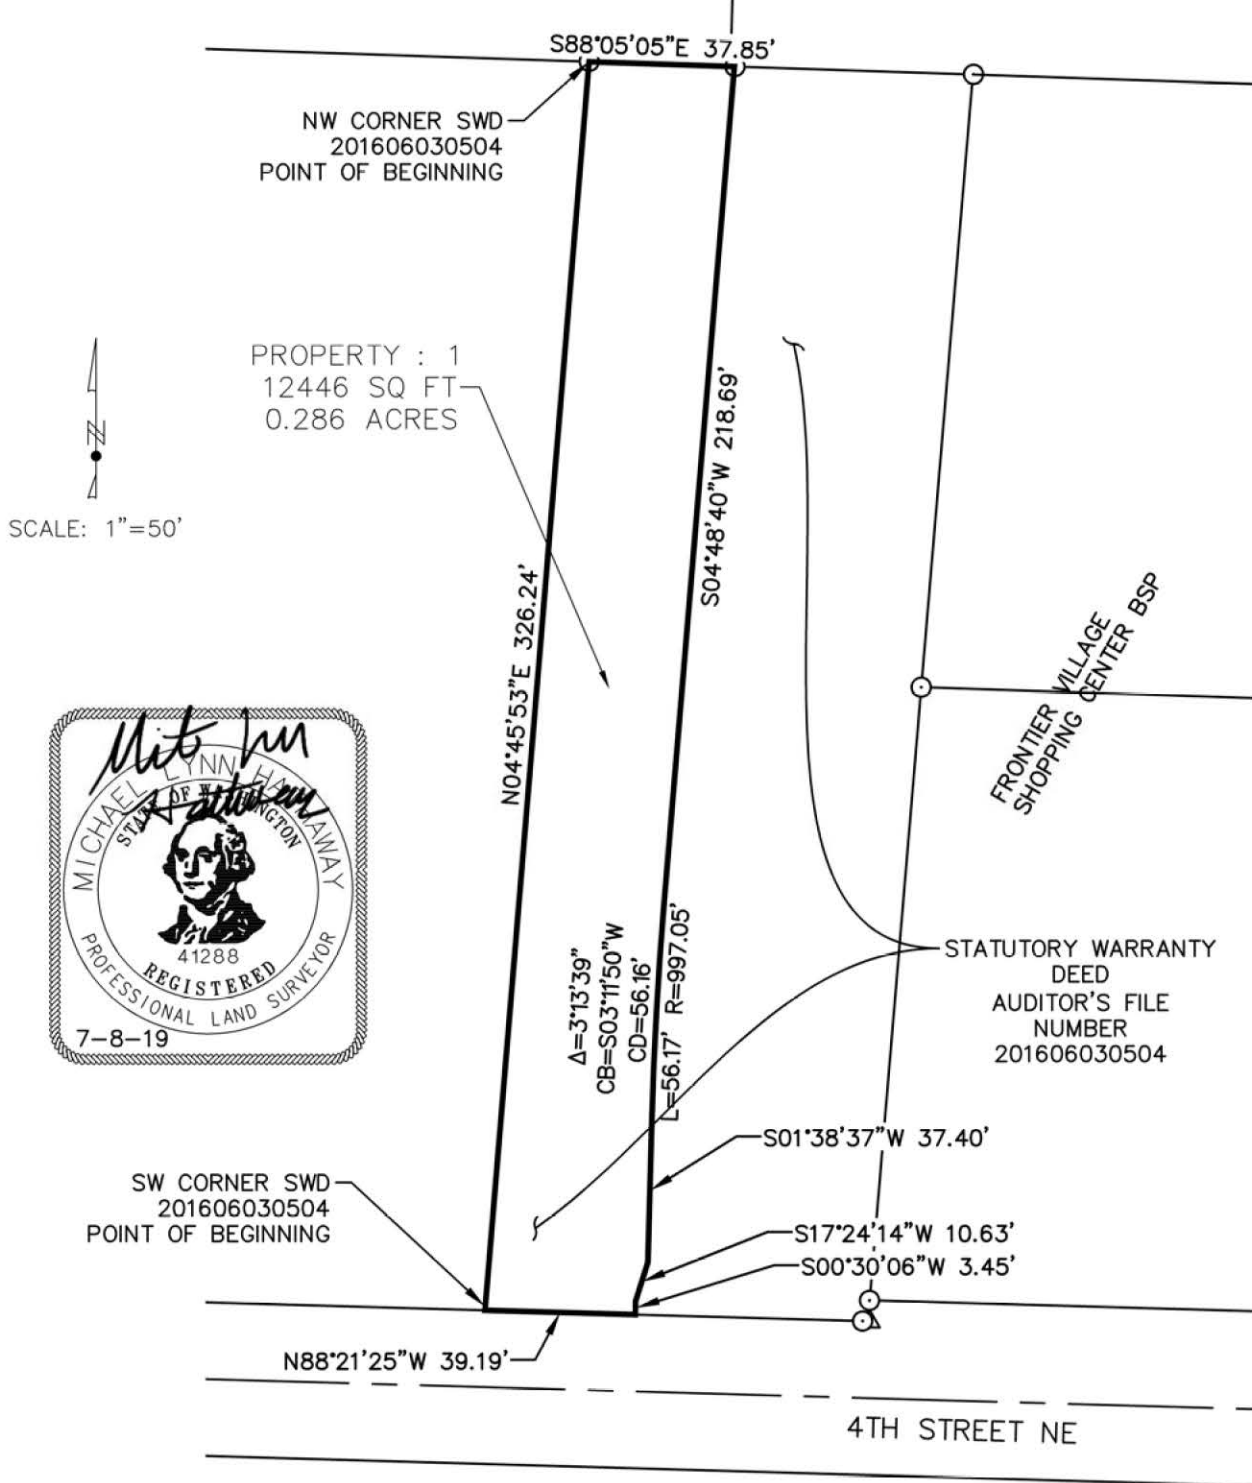 S88°05'05"E 37.85'
NW CORNER SWD
201606030504
POINT OF BEGINNING
PROPERTY : 1
12446 SQ FT
0.286 ACRES
N
SCALE: 1"=50'
S04°48'40"W 218.69'
N04°45'53"E 326.24'
FRONTIER VILLAGE
SHOPPING CENTER BSP
MICHAEL LYNN HATHAWAY
STATE OF WASHINGTON
41288
REGISTERED
PROFESSIONAL LAND SURVEYOR
7-8-19
Δ=3°13'39"
CB=S03°11'50"W
CD=56.16'
L=56.17' R=997.05'
STATUTORY WARRANTY
DEED
AUDITOR'S FILE
NUMBER
201606030504
S01°38'37"W 37.40'
SW CORNER SWD
201606030504
POINT OF BEGINNING
S17°24'14"W 10.63'
S00°30'06"W 3.45'
N88°21'25"W 39.19'
4TH STREET NE